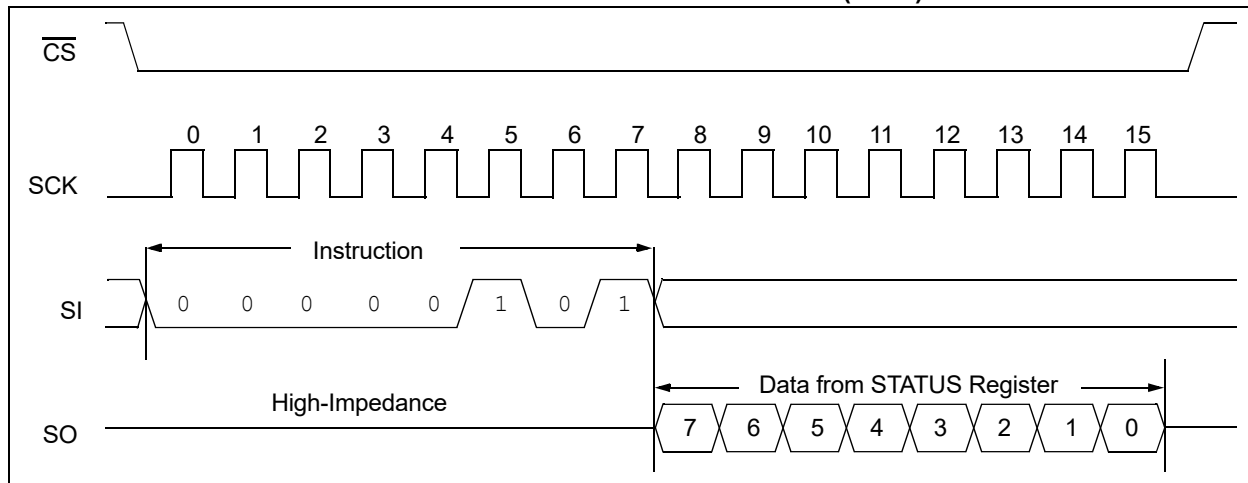 CS
0 1 2 3 4 5 6 7 8 9 10 11 12 13 14 15
SCK
Instruction
SI 0 0 0 0 0 1 0 1
Data from STATUS Register
High-Impedance
SO 7 6 5 4 3 2 1 0